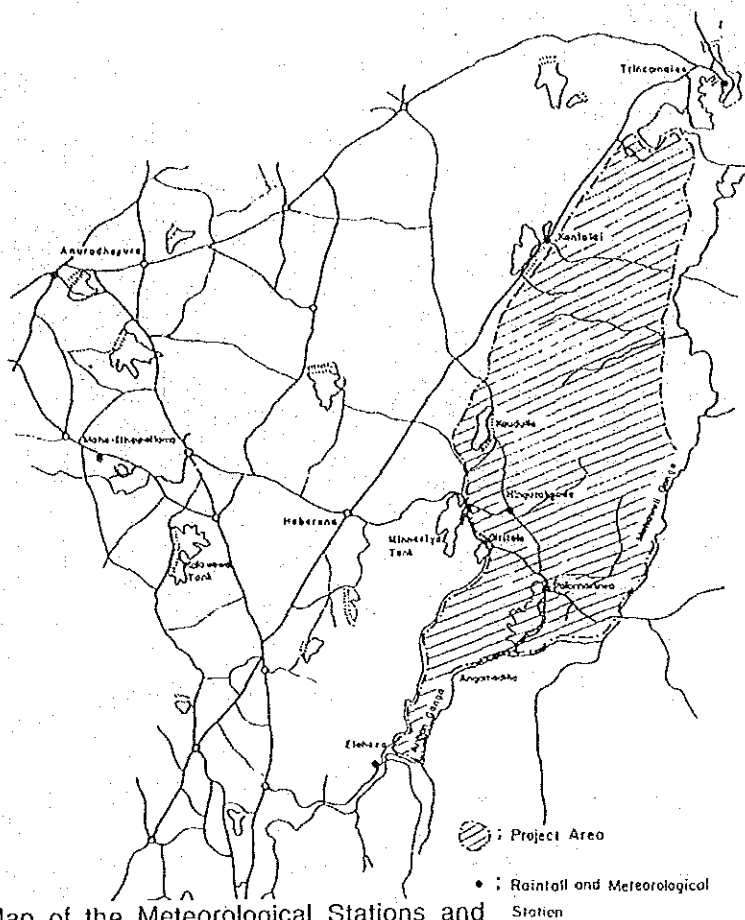 Trincomalee
Kantalai
Anuradhapura
Kaudulla
Maha-Illuppallama
Hingurakgoda
Habarana
Minneriya
Tank
Giritale
Kalawewa
Tank
Polonnaruwa
Mahaweli Ganga
Angamedilla
Amban Ganga
Elahera
; Project Area
; Rainfall and Meteorological
Station
Map of the Meteorological Stations and